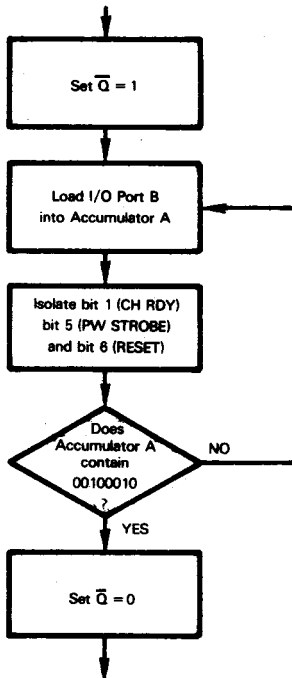 Set Q̅ = 1
Load I/O Port B
into Accumulator A
Isolate bit 1 (CH RDY)
bit 5 (PW STROBE)
and bit 6 (RESET)
Does
Accumulator A
contain
00100010
?
NO
YES
Set Q̅ = 0